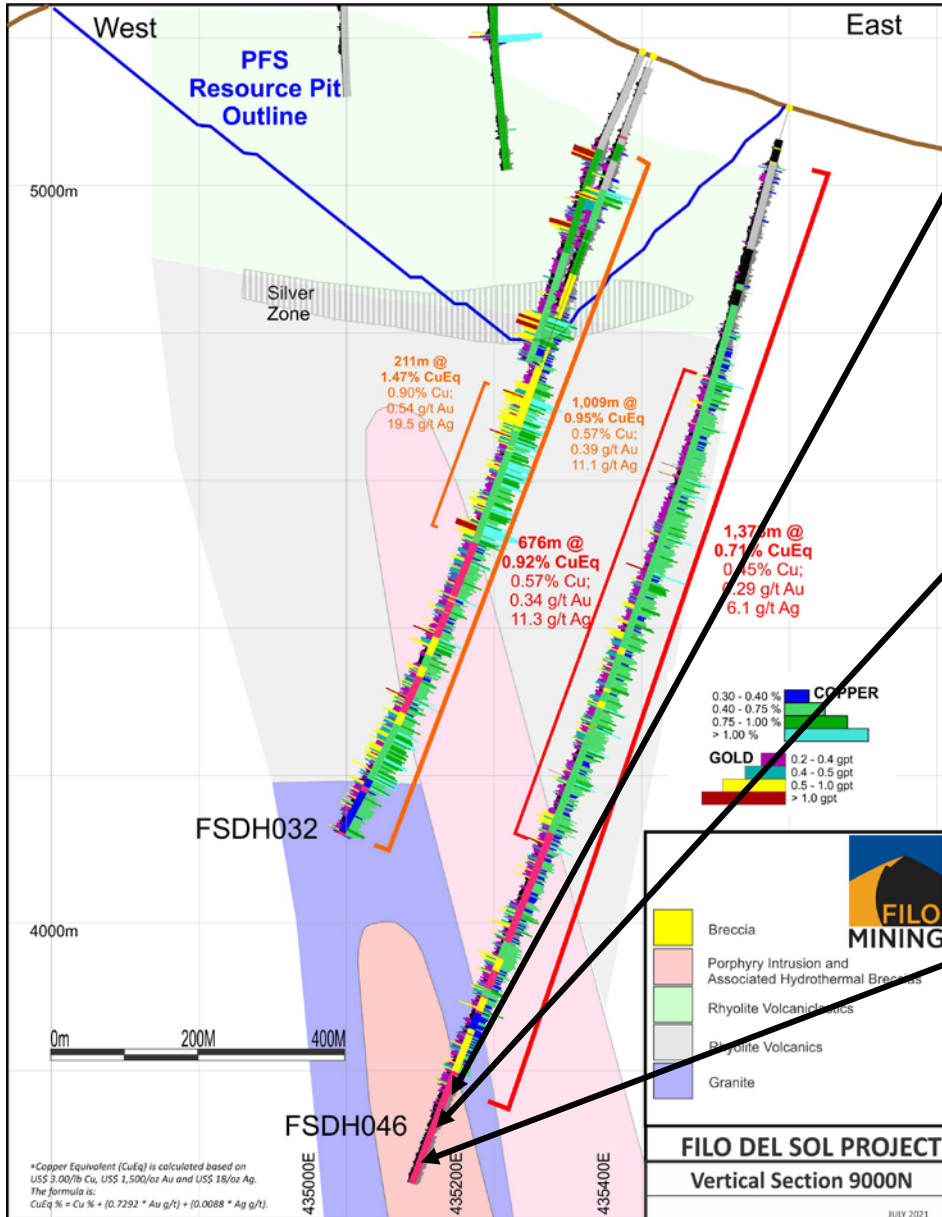 West
East
PFS
Resource Pit
Outline
5000m
Silver
Zone
211m @
1.47% CuEq
0.90% Cu;
0.54 g/t Au
19.5 g/t Ag
1,009m @
0.95% CuEq
0.57% Cu;
0.39 g/t Au
11.1 g/t Ag
676m @
0.92% CuEq
0.57% Cu;
0.34 g/t Au
11.3 g/t Ag
@
0.71% CuEq
0.45% Cu;
0.29 g/t Au
6.1 g/t Ag
COPPER
0.30 - 0.40 %
0.40 - 0.75 %
0.75 - 1.00 %
> 1.00 %
GOLD
0.2 - 0.4 gpt
0.4 - 0.5 gpt
0.5 - 1.0 gpt
> 1.0 gpt
FSDH032
FILO
MINING
4000m
Breccia
Porphyry Intrusion and
Associated Hydrothermal Breccias
Rhyolite Volcaniclastics
Rhyolite Volcanics
Granite
0m 200M 400M
FSDH046
435000E
435200E
435400E
*Copper Equivalent (CuEq) is calculated based on
US$ 3.00/lb Cu, US$ 1,500/oz Au and US$ 18/oz Ag.
The formula is:
CuEq % = Cu % + (0.7292 * Au g/t) + (0.0088 * Ag g/t).
FILO DEL SOL PROJECT
Vertical Section 9000N
JULY 2021